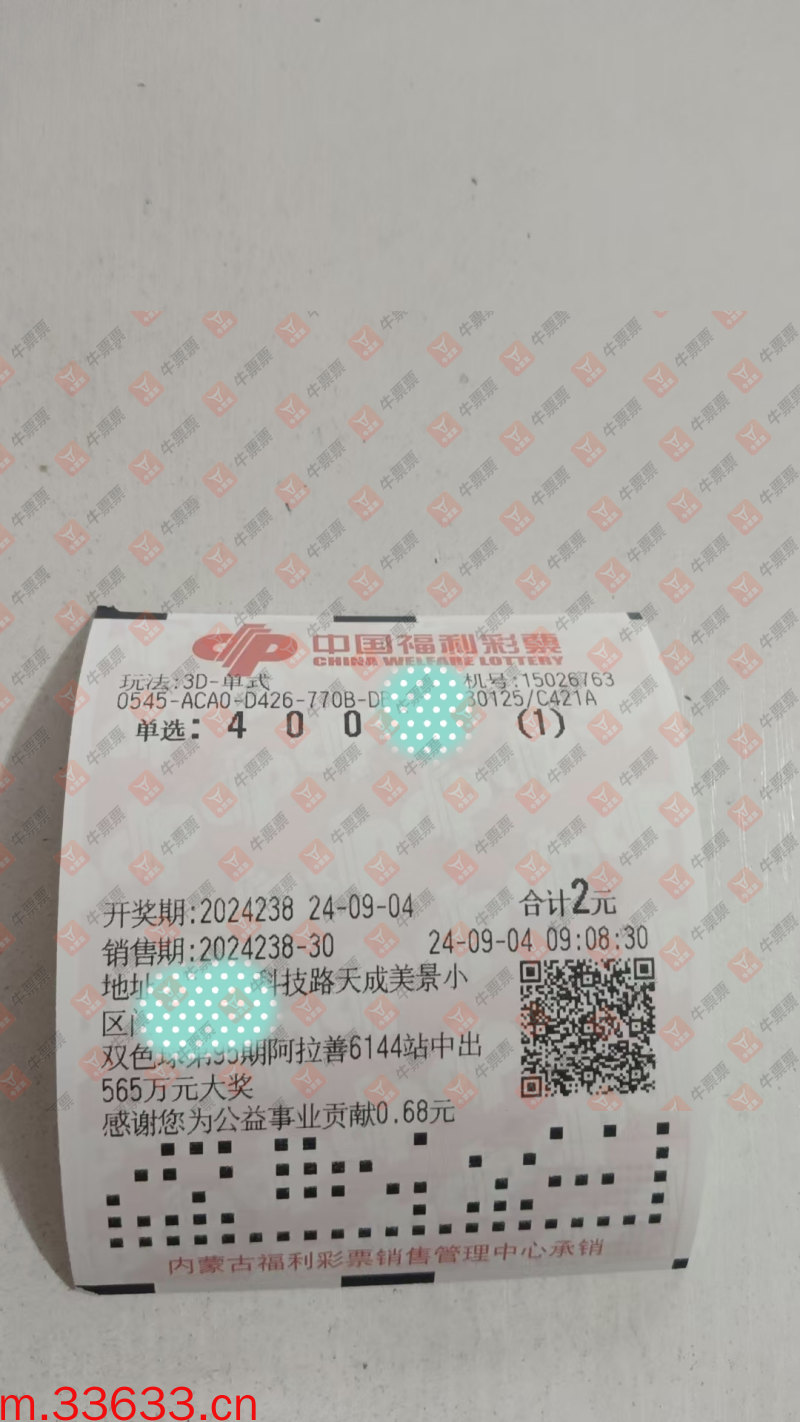 中国福利彩票
CHINA WELFARE LOTTERY
玩法:3D-单式 机号:15026763
0545-ACA0-D426-770B-D 30125/C421A
单选: 4 0 0 (1)
开奖期:2024238 24-09-04 合计2元
销售期:2024238-30 24-09-04 09:08:30
地址 科技路天成美景小
区
双色球第95期阿拉善6144站中出
565万元大奖
感谢您为公益事业贡献0.68元
内蒙古福利彩票销售管理中心承销
牛票票
m.33633.cn